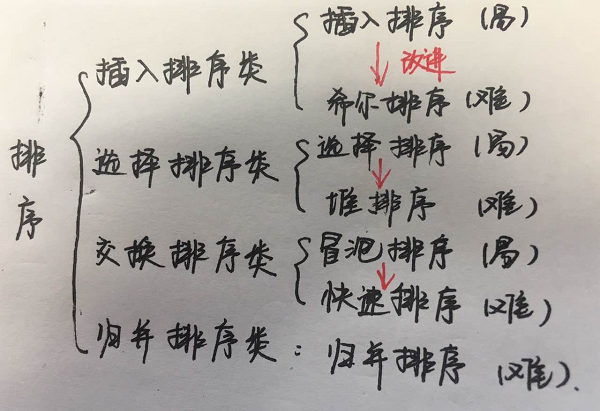 排序
插入排序类
插入排序（易）
改进
希尔排序（难）
选择排序类
选择排序（易）
堆排序（难）
交换排序类
冒泡排序（易）
快速排序（难）
归并排序类：归并排序（难）.